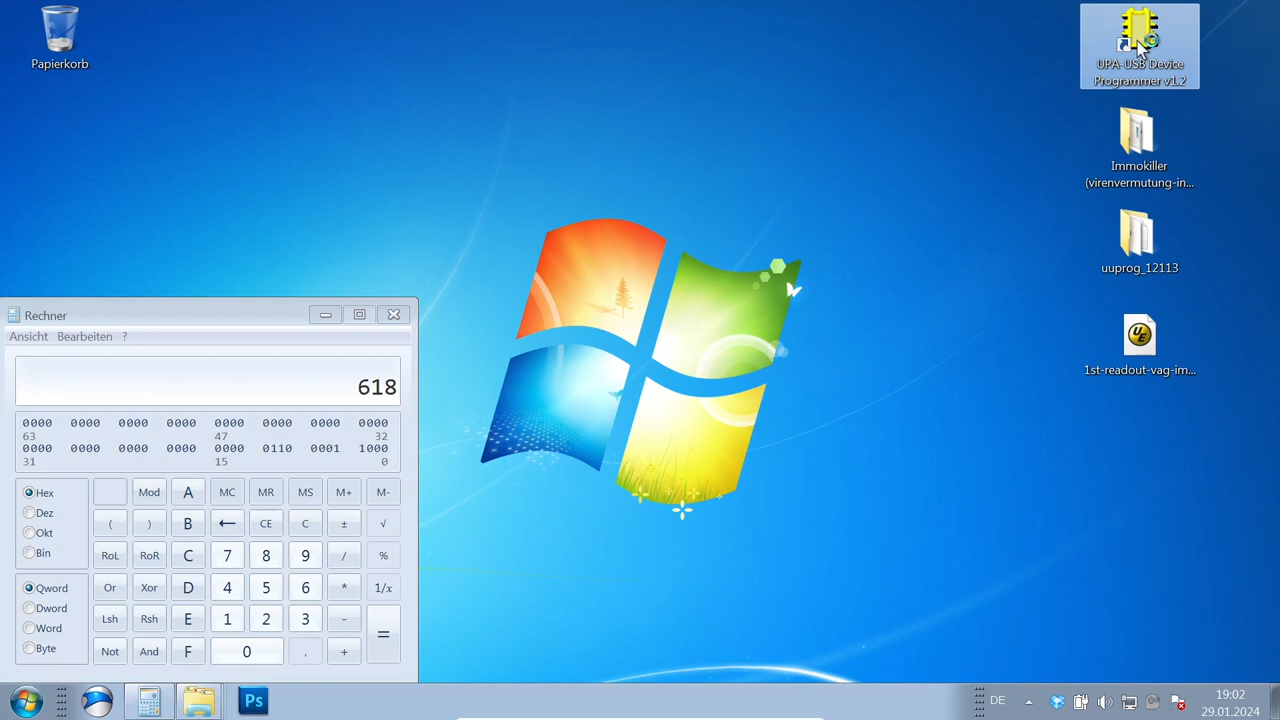 Papierkorb
UPA-USB Device
Programmer v1.2
Immokiller
(virenvermutung-in...
uuprog_12113
UE
1st-readout-vag-im...
Rechner
Ansicht Bearbeiten ?
618
0000 0000 0000 0000 0000 0000 0000 0000
63 47 32
0000 0000 0000 0000 0000 0110 0001 1000
31 15 0
Hex Mod A MC MR MS M+ M-
Dez ( ) B ← CE C ± √
Okt
Bin RoL RoR C 7 8 9 / %
Qword Or Xor D 4 5 6 * 1/x
Dword Lsh Rsh E 1 2 3 - =
Word
Byte Not And F 0 , +
Ps
DE
19:02
29.01.2024